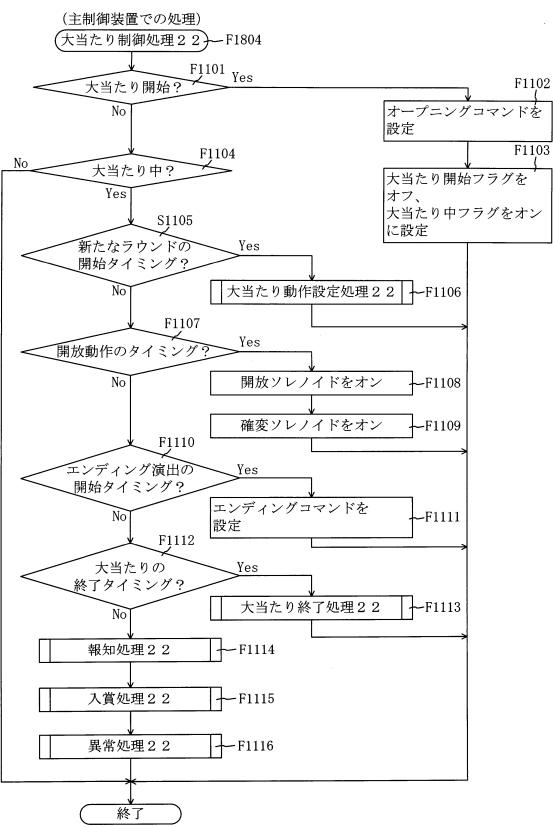 (主制御装置での処理)
大当たり制御処理22
F1804
F1101
大当たり開始？
Yes
No
F1102
オープニングコマンドを
設定
F1103
大当たり開始フラグを
オフ、
大当たり中フラグをオン
に設定
F1104
No
大当たり中？
Yes
S1105
新たなラウンドの
開始タイミング？
Yes
No
大当たり動作設定処理22
F1106
F1107
開放動作のタイミング？
Yes
No
開放ソレノイドをオン
F1108
確変ソレノイドをオン
F1109
F1110
エンディング演出の
開始タイミング？
Yes
No
エンディングコマンドを
設定
F1111
F1112
大当たりの
終了タイミング？
Yes
No
大当たり終了処理22
F1113
報知処理22
F1114
入賞処理22
F1115
異常処理22
F1116
終了